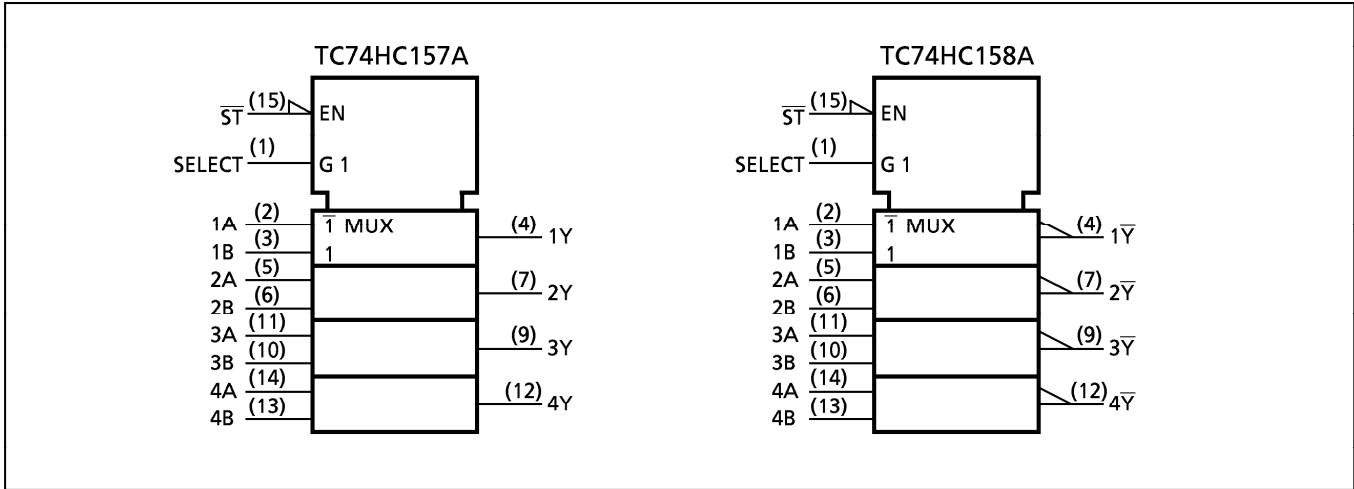 TC74HC157A
S̅T̅ (15) EN
SELECT (1) G 1
1A (2) 1̅ MUX (4) 1Y
1B (3) 1
2A (5) (7) 2Y
2B (6)
3A (11) (9) 3Y
3B (10)
4A (14) (12) 4Y
4B (13)
TC74HC158A
S̅T̅ (15) EN
SELECT (1) G 1
1A (2) 1̅ MUX (4) 1Y̅
1B (3) 1
2A (5) (7) 2Y̅
2B (6)
3A (11) (9) 3Y̅
3B (10)
4A (14) (12) 4Y̅
4B (13)